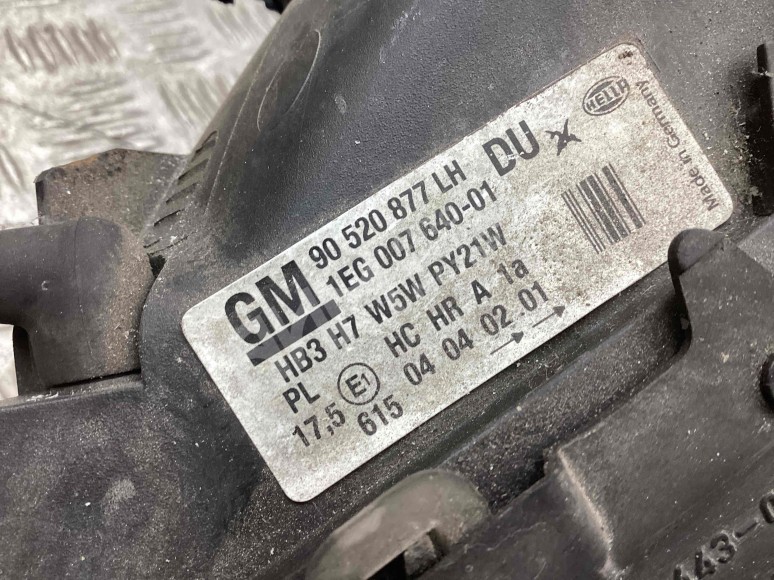 GM 90 520 877 LH DU
1EG 007 640-01
HB3 H7 W5W PY21W
PL HC HR A 1a
17,5 E1 04 04 02 01
615
HELLA
Made in Germany